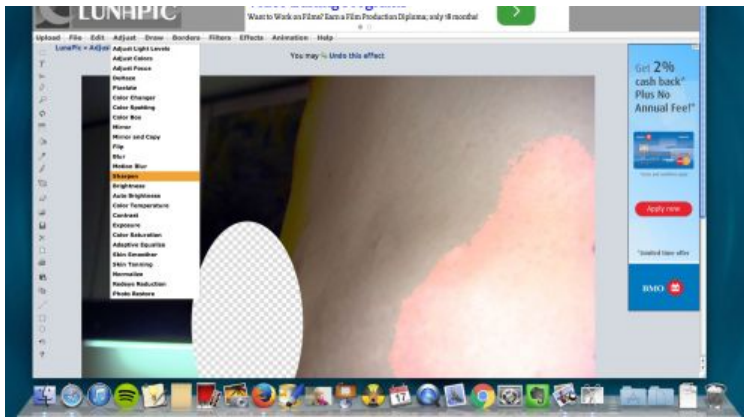 LUNAPIC
Want to Work on Films? Earn a Film Production Diploma; only 18 months!
Upload File Edit Adjust Draw Borders Filters Effects Animation Help
LunaPic > Adjust
You may Undo this effect
Adjust Light Levels
Adjust Colors
Adjust Focus
DeHaze
Pixelate
Color Changer
Color Spotting
Color Box
Mirror
Mirror and Copy
Flip
Blur
Motion Blur
Sharpen
Brightness
Auto Brightness
Color Temperature
Contrast
Exposure
Color Saturation
Adaptive Equalize
Skin Smoother
Skin Tanning
Normalize
Redeye Reduction
Photo Restore
Get 2%
cash back*
Plus No
Annual Fee!*
Apply now
*limited time offer
BMO
17